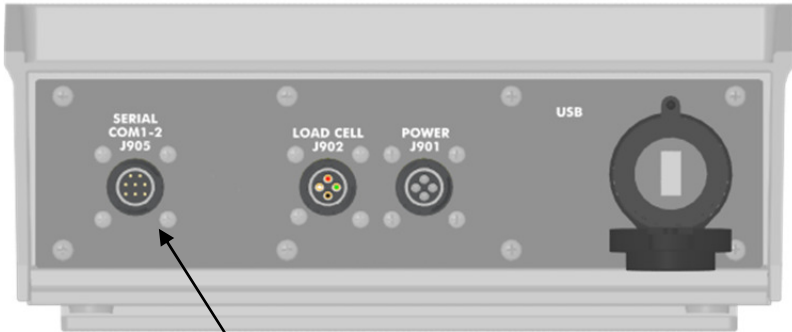 SERIAL
COM1-2
J905
LOAD CELL
J902
POWER
J901
USB